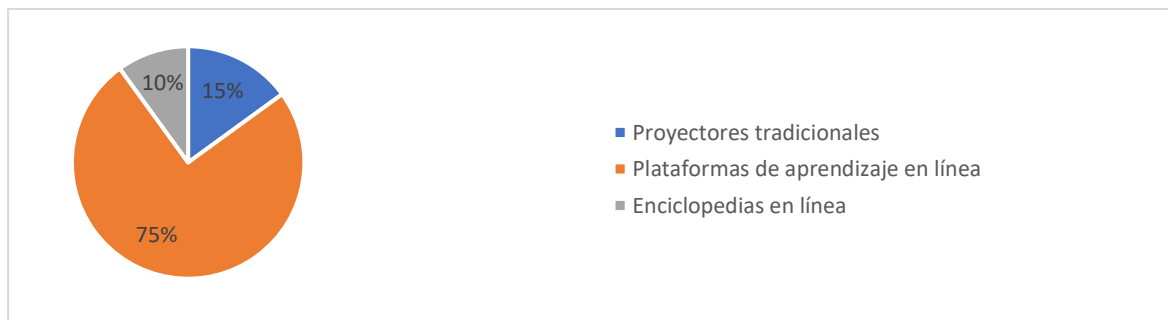 10%
15%
75%
Proyectores tradicionales
Plataformas de aprendizaje en línea
Enciclopedias en línea